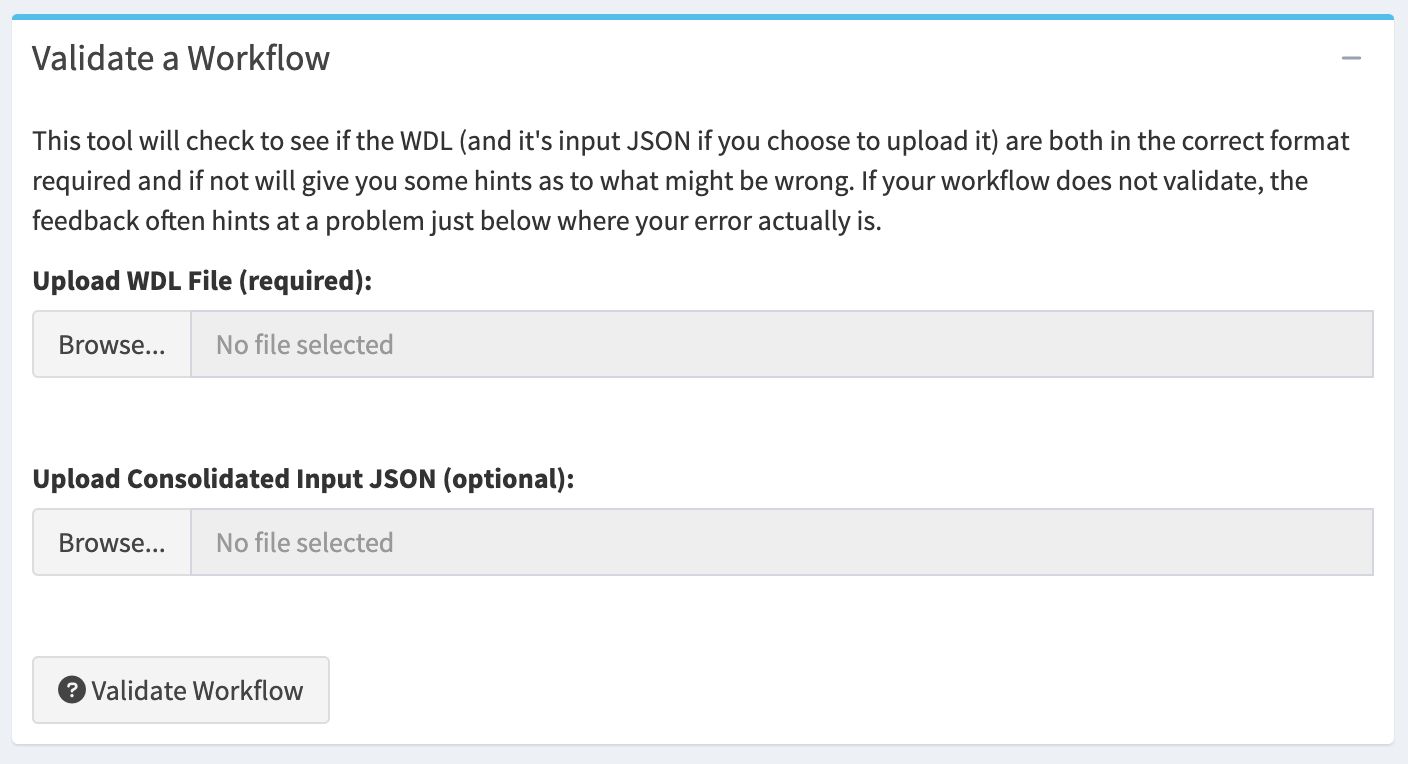 Validate a Workflow
This tool will check to see if the WDL (and it's input JSON if you choose to upload it) are both in the correct format
required and if not will give you some hints as to what might be wrong. If your workflow does not validate, the
feedback often hints at a problem just below where your error actually is.
Upload WDL File (required):
Browse... No file selected
Upload Consolidated Input JSON (optional):
Browse... No file selected
Validate Workflow